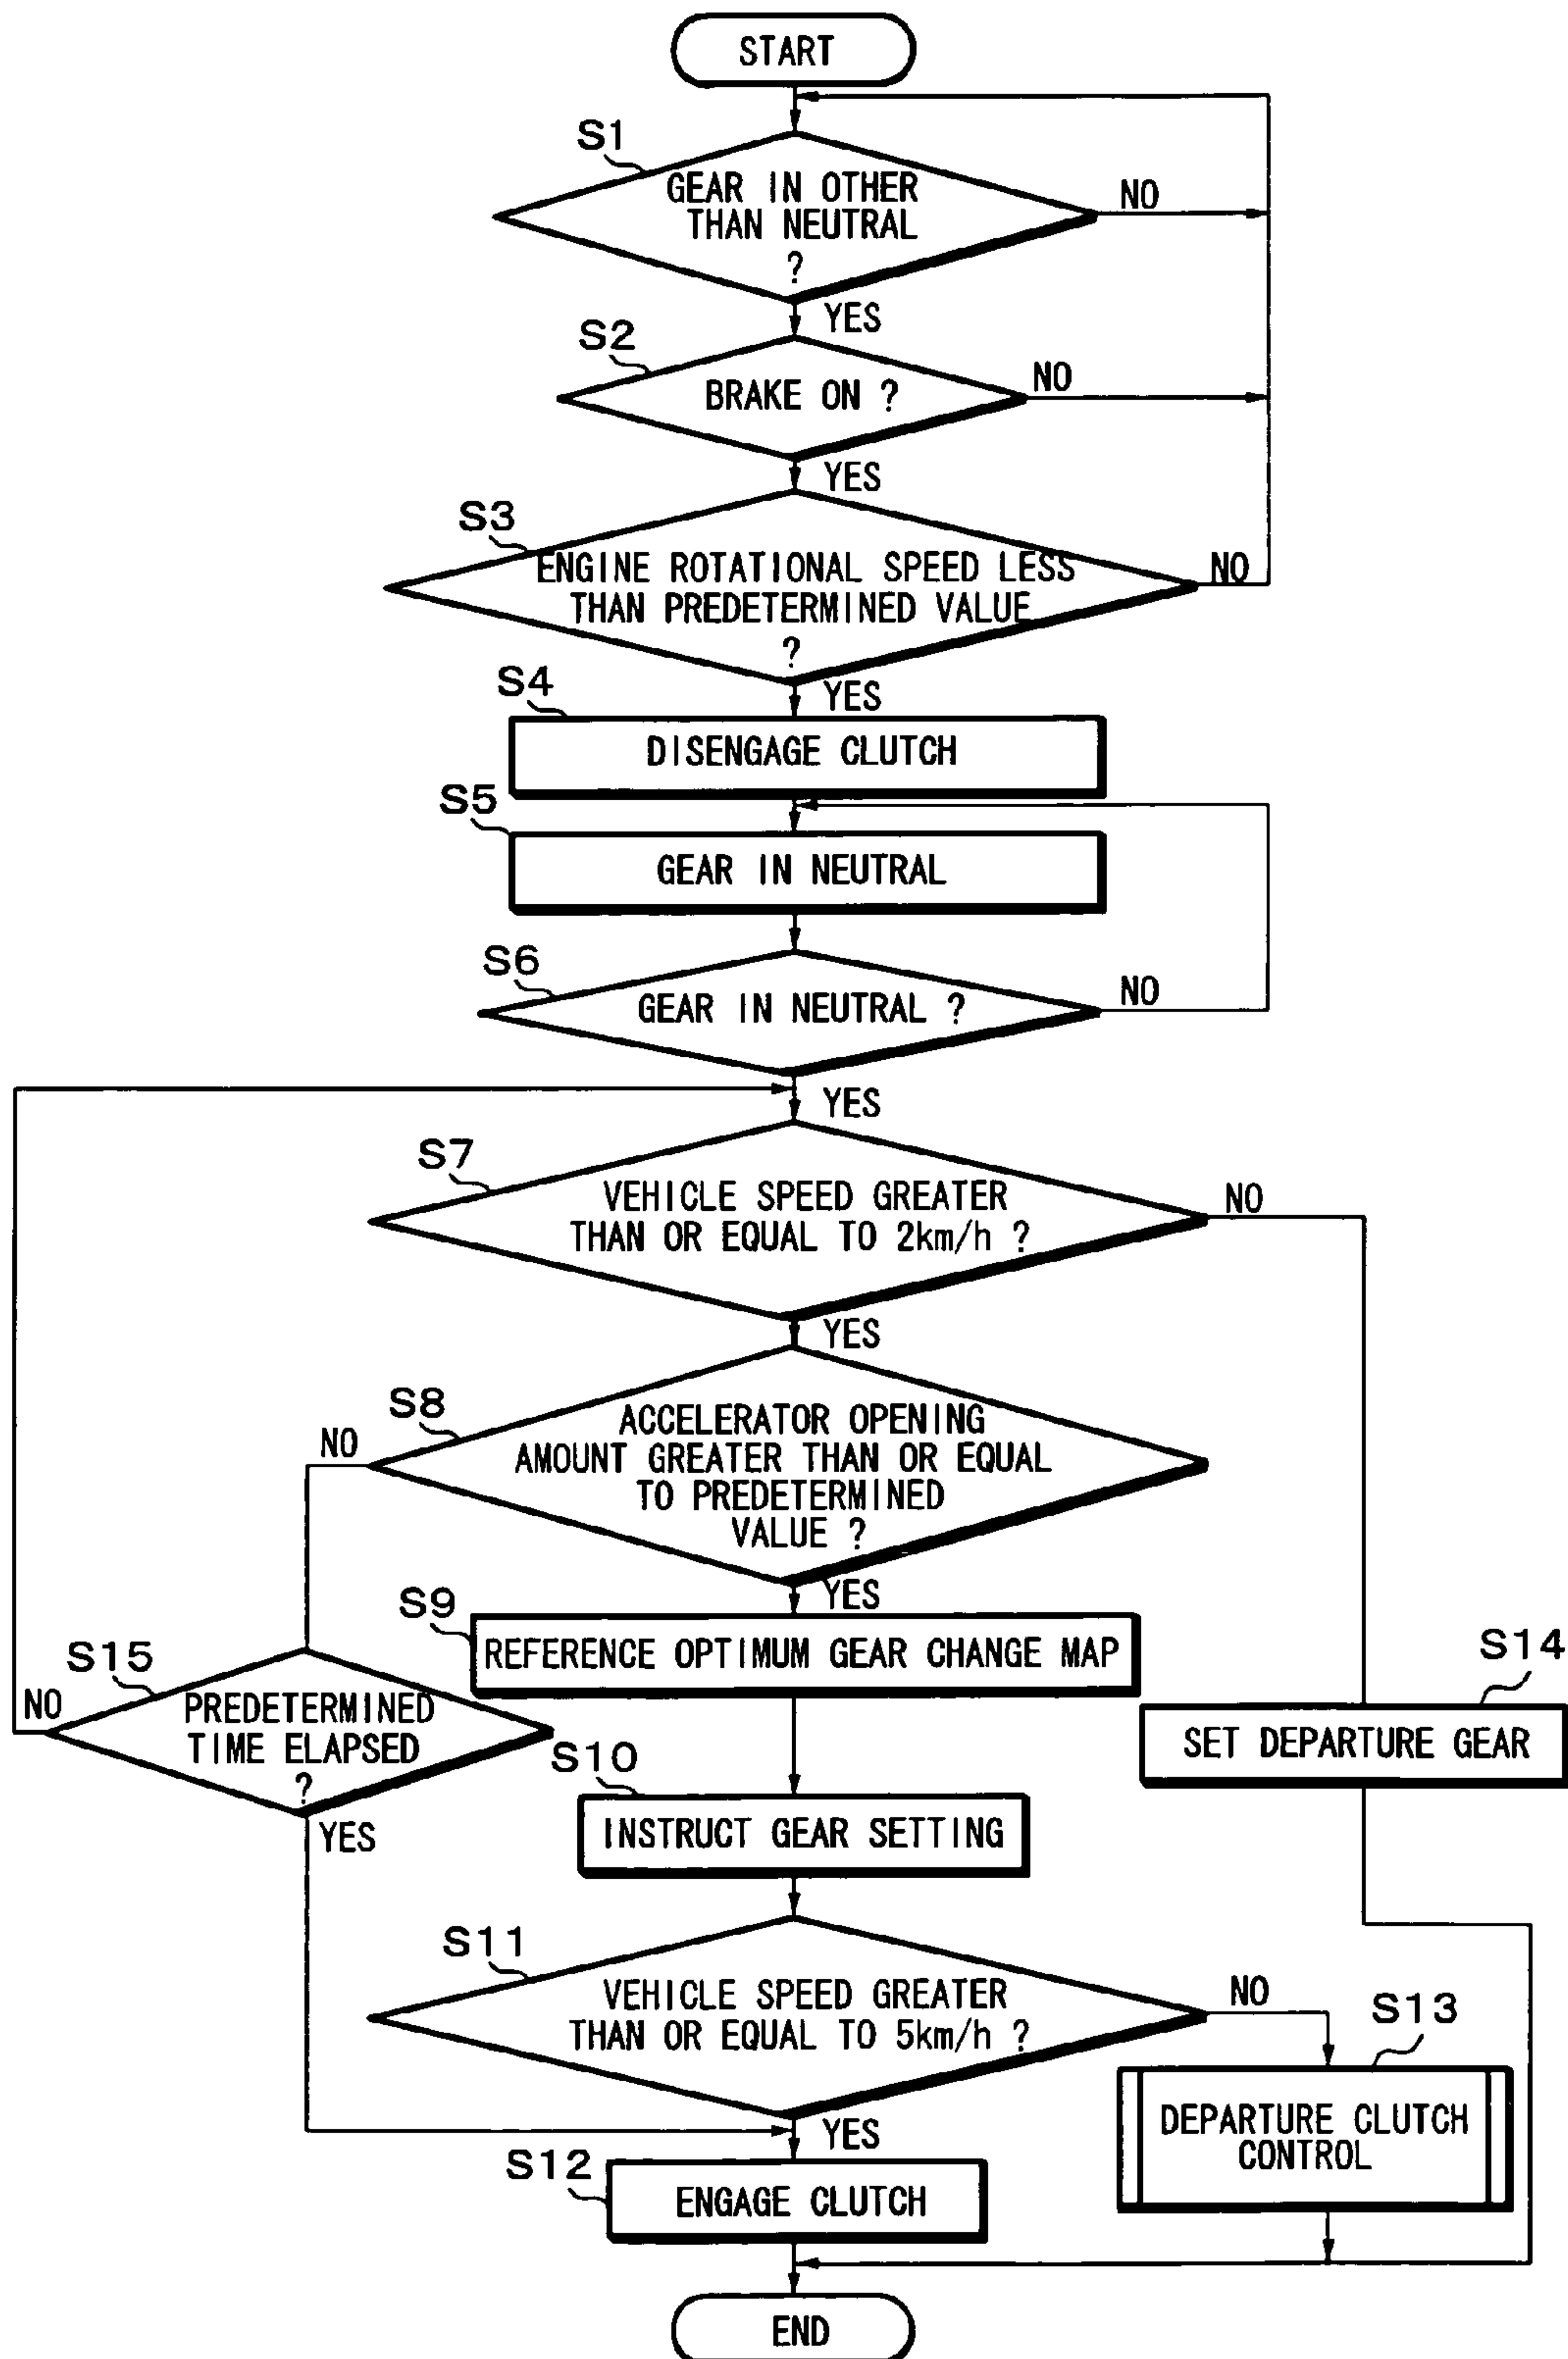 START
S1
GEAR IN OTHER
THAN NEUTRAL
?
NO
YES
S2
BRAKE ON ?
NO
YES
S3
ENGINE ROTATIONAL SPEED LESS
THAN PREDETERMINED VALUE
?
NO
YES
S4
DISENGAGE CLUTCH
S5
GEAR IN NEUTRAL
S6
GEAR IN NEUTRAL ?
NO
YES
S7
VEHICLE SPEED GREATER
THAN OR EQUAL TO 2km/h ?
NO
YES
S8
ACCELERATOR OPENING
AMOUNT GREATER THAN OR EQUAL
TO PREDETERMINED
VALUE ?
NO
YES
S9
REFERENCE OPTIMUM GEAR CHANGE MAP
S15
PREDETERMINED
TIME ELAPSED
?
NO
YES
S14
SET DEPARTURE GEAR
S10
INSTRUCT GEAR SETTING
S11
VEHICLE SPEED GREATER
THAN OR EQUAL TO 5km/h ?
NO
YES
S13
DEPARTURE CLUTCH
CONTROL
S12
ENGAGE CLUTCH
END